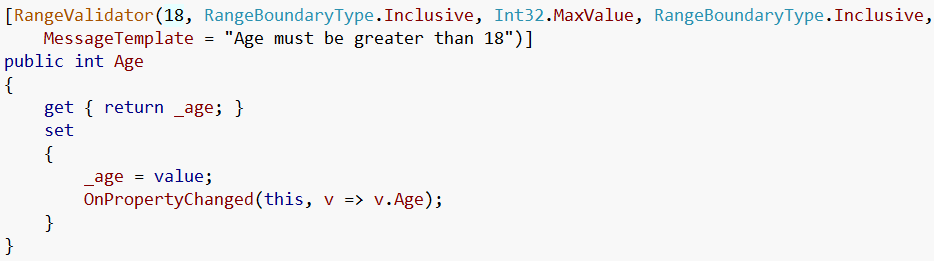 [RangeValidator(18, RangeBoundaryType.Inclusive, Int32.MaxValue, RangeBoundaryType.Inclusive,
    MessageTemplate = "Age must be greater than 18")]
public int Age
{
    get { return _age; }
    set
    {
        _age = value;
        OnPropertyChanged(this, v => v.Age);
    }
}